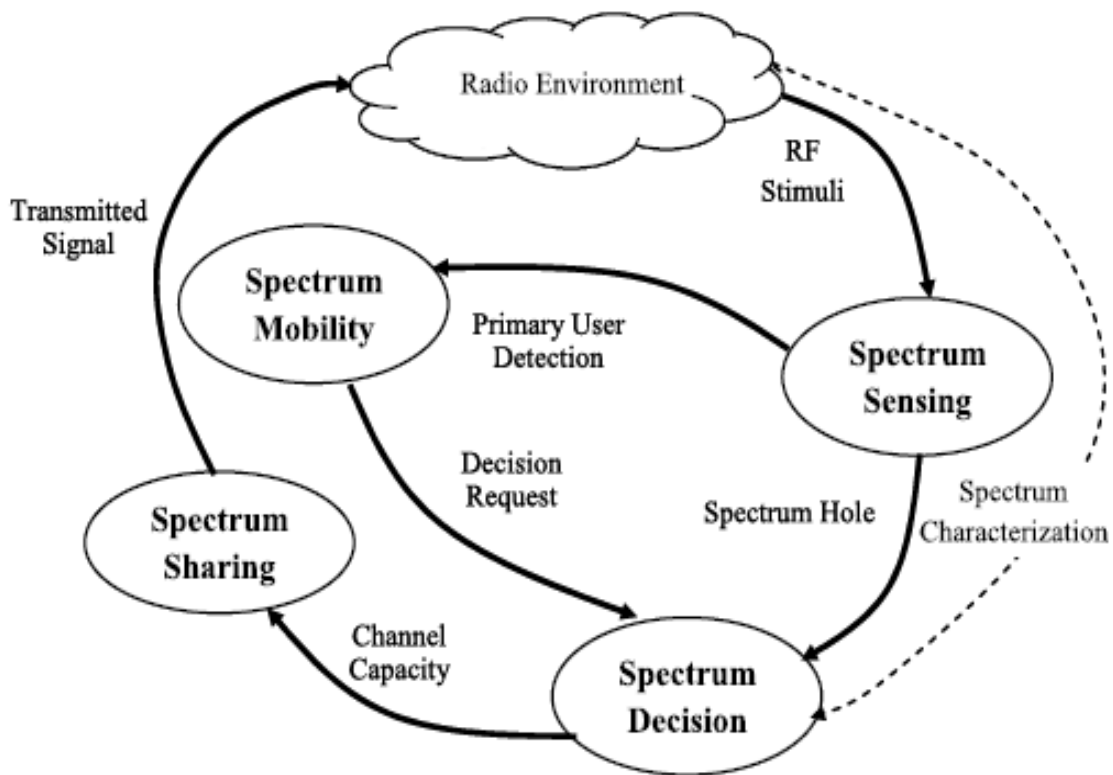 Radio Environment
RF
Stimuli
Transmitted
Signal
Spectrum
Mobility
Primary User
Detection
Spectrum
Sensing
Decision
Request
Spectrum Hole
Spectrum
Characterization
Spectrum
Sharing
Channel
Capacity
Spectrum
Decision